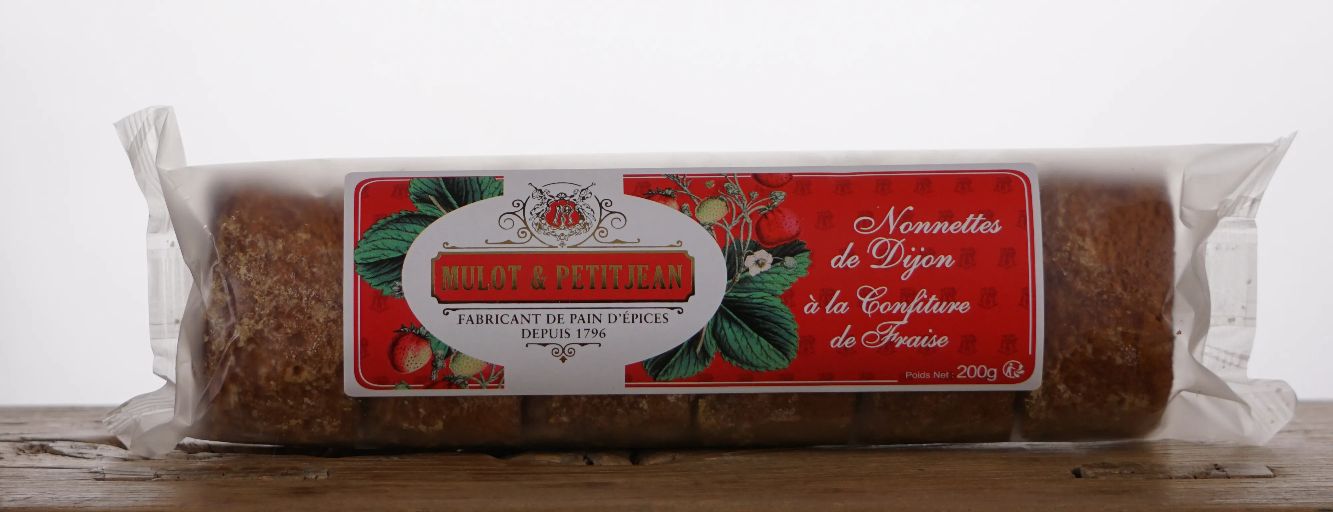 MULOT & PETITJEAN
FABRICANT DE PAIN D'ÉPICES
DEPUIS 1796
Nonnettes
de Dijon
à la Confiture
de Fraise
Poids Net : 200g